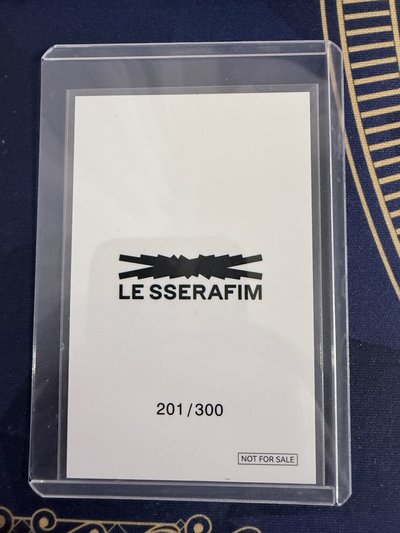 LE SSERAFIM
201/300
NOT FOR SALE